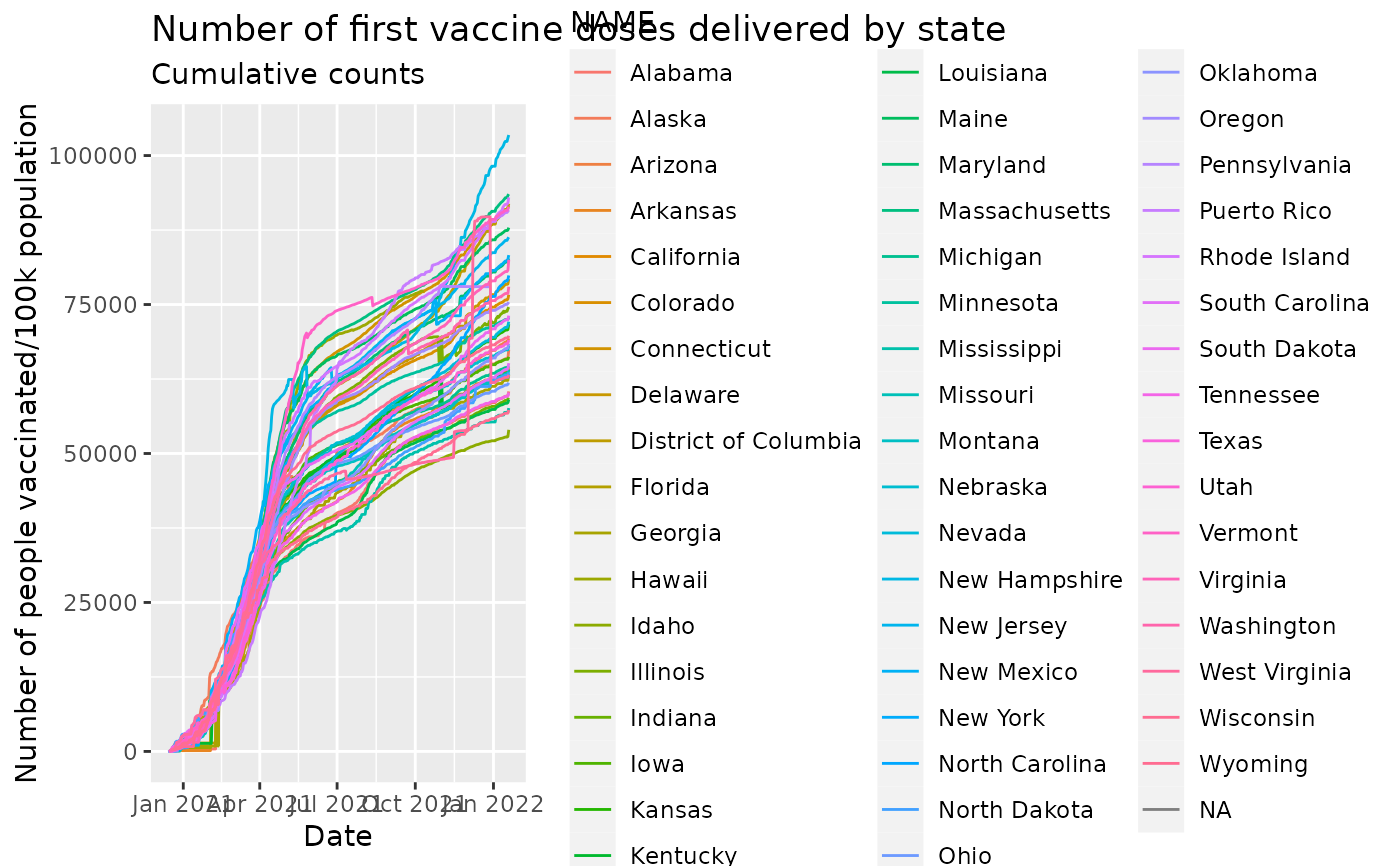 Number of first vaccine doses delivered by state
Cumulative counts
NAME
Number of people vaccinated/100k population
100000
75000
50000
25000
0
Jan 2021
Apr 2021
Jul 2021
Oct 2021
Jan 2022
Date
Alabama
Alaska
Arizona
Arkansas
California
Colorado
Connecticut
Delaware
District of Columbia
Florida
Georgia
Hawaii
Idaho
Illinois
Indiana
Iowa
Kansas
Kentucky
Louisiana
Maine
Maryland
Massachusetts
Michigan
Minnesota
Mississippi
Missouri
Montana
Nebraska
Nevada
New Hampshire
New Jersey
New Mexico
New York
North Carolina
North Dakota
Ohio
Oklahoma
Oregon
Pennsylvania
Puerto Rico
Rhode Island
South Carolina
South Dakota
Tennessee
Texas
Utah
Vermont
Virginia
Washington
West Virginia
Wisconsin
Wyoming
NA